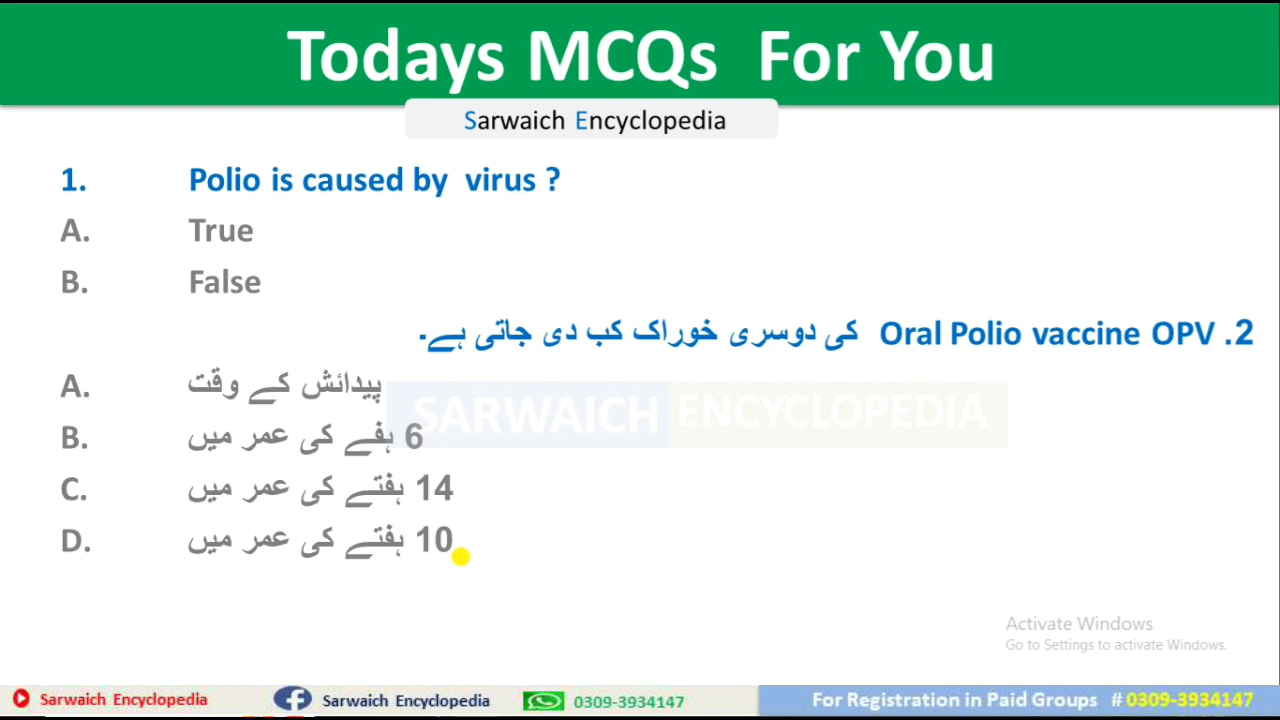 Todays MCQs For You
Sarwaich Encyclopedia
1. Polio is caused by virus ?
A. True
B. False
2. Oral Polio vaccine OPV کی دوسری خوراک کب دی جاتی ہے۔
A. پیدائش کے وقت
B. 6 ہفے کی عمر میں
C. 14 ہفتے کی عمر میں
D. 10 ہفتے کی عمر میں
SARWAICH ENCYCLOPEDIA
Activate Windows
Go to Settings to activate Windows.
Sarwaich Encyclopedia
Sarwaich Encyclopedia
0309-3934147
For Registration in Paid Groups # 0309-3934147